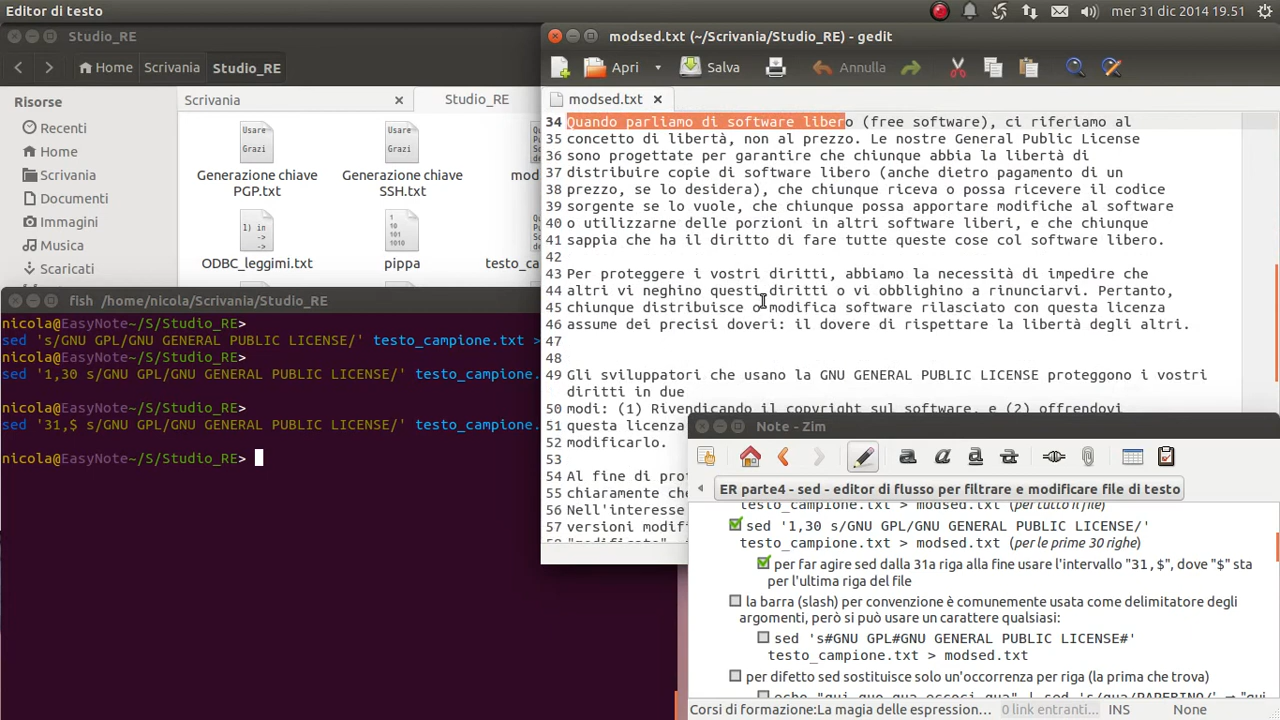 Editor di testo
mer 31 dic 2014 19.51
Studio_RE
Home
Scrivania
Studio_RE
Risorse
Recenti
Home
Scrivania
Documenti
Immagini
Musica
Scaricati
Scrivania
Studio_RE
Usare
Grazi
Usare
Grazi
Generazione chiave
PGP.txt
Generazione chiave
SSH.txt
mod
1) in
->
->
1
10
101
1010
ODBC_leggimi.txt
pippa
testo_ca
modsed.txt (~/Scrivania/Studio_RE) - gedit
Apri
Salva
Annulla
modsed.txt
34 Quando parliamo di software libero (free software), ci riferiamo al
35 concetto di libertà, non al prezzo. Le nostre General Public License
36 sono progettate per garantire che chiunque abbia la libertà di
37 distribuire copie di software libero (anche dietro pagamento di un
38 prezzo, se lo desidera), che chiunque riceva o possa ricevere il codice
39 sorgente se lo vuole, che chiunque possa apportare modifiche al software
40 o utilizzarne delle porzioni in altri software liberi, e che chiunque
41 sappia che ha il diritto di fare tutte queste cose col software libero.
42
43 Per proteggere i vostri diritti, abbiamo la necessità di impedire che
44 altri vi neghino questi diritti o vi obblighino a rinunciarvi. Pertanto,
45 chiunque distribuisce o modifica software rilasciato con questa licenza
46 assume dei precisi doveri: il dovere di rispettare la libertà degli altri.
47
48
49 Gli sviluppatori che usano la GNU GENERAL PUBLIC LICENSE proteggono i vostri
diritti in due
50 modi: (1) Rivendicando il copyright sul software, e (2) offrendovi
51 questa licenza
52 modificarlo.
53
54 Al fine di prot
55 chiaramente che
56 Nell'interesse
57 versioni modif
58 "modificate"
fish /home/nicola/Scrivania/Studio_RE
nicola@EasyNote ~/S/Studio_RE>
sed 's/GNU GPL/GNU GENERAL PUBLIC LICENSE/' testo_campione.txt >
nicola@EasyNote ~/S/Studio_RE>
sed '1,30 s/GNU GPL/GNU GENERAL PUBLIC LICENSE/' testo_campione.
nicola@EasyNote ~/S/Studio_RE>
sed '31,$ s/GNU GPL/GNU GENERAL PUBLIC LICENSE/' testo_campione.
nicola@EasyNote ~/S/Studio_RE>
Note - Zim
ER parte4 - sed - editor di flusso per filtrare e modificare file di testo
testo_campione.txt > modsed.txt (per tutto il file)
sed '1,30 s/GNU GPL/GNU GENERAL PUBLIC LICENSE/'
testo_campione.txt > modsed.txt (per le prime 30 righe)
per far agire sed dalla 31a riga alla fine usare l'intervallo "31,$", dove "$" sta
per l'ultima riga del file
la barra (slash) per convenzione è comunemente usata come delimitatore degli
argomenti, però si può usare un carattere qualsiasi:
sed 's#GNU GPL#GNU GENERAL PUBLIC LICENSE#'
testo_campione.txt > modsed.txt
per difetto sed sostituisce solo un'occorrenza per riga (la prima che trova)
Corsi di formazione:La magia delle espression...
0 link entranti...
INS
None